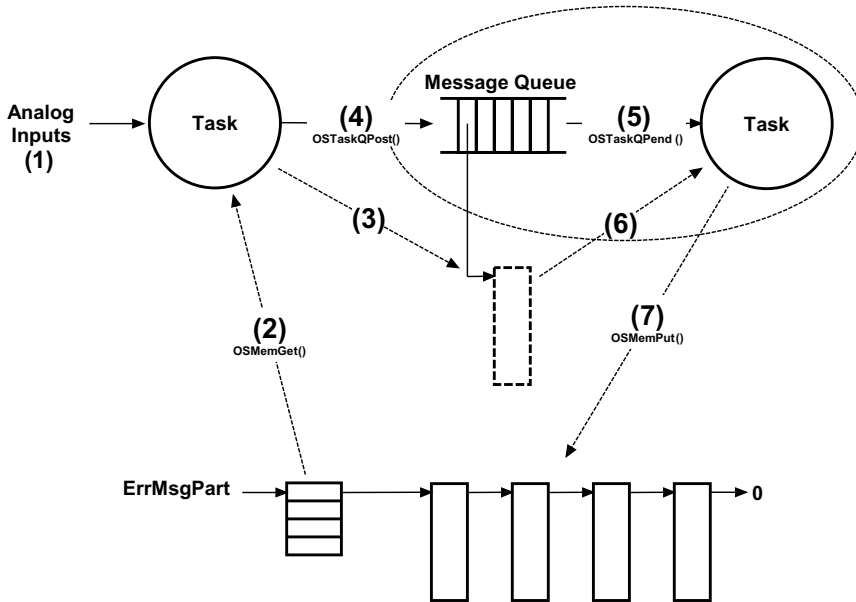 Message Queue
Analog
Inputs
(1)
Task
(4)
OSTaskQPost()
(5)
OSTaskQPend ()
Task
(3)
(6)
(2)
OSMemGet()
(7)
OSMemPut()
ErrMsgPart
0